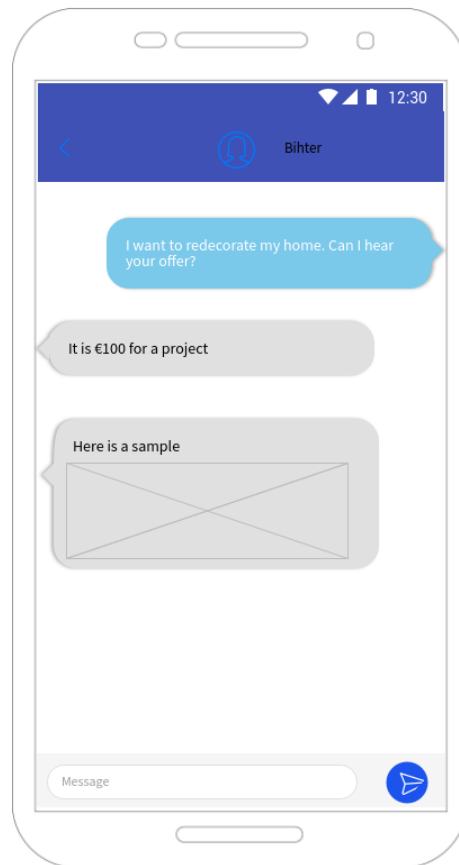 12:30
Bihter
I want to redecorate my home. Can I hear
your offer?
It is €100 for a project
Here is a sample
Message